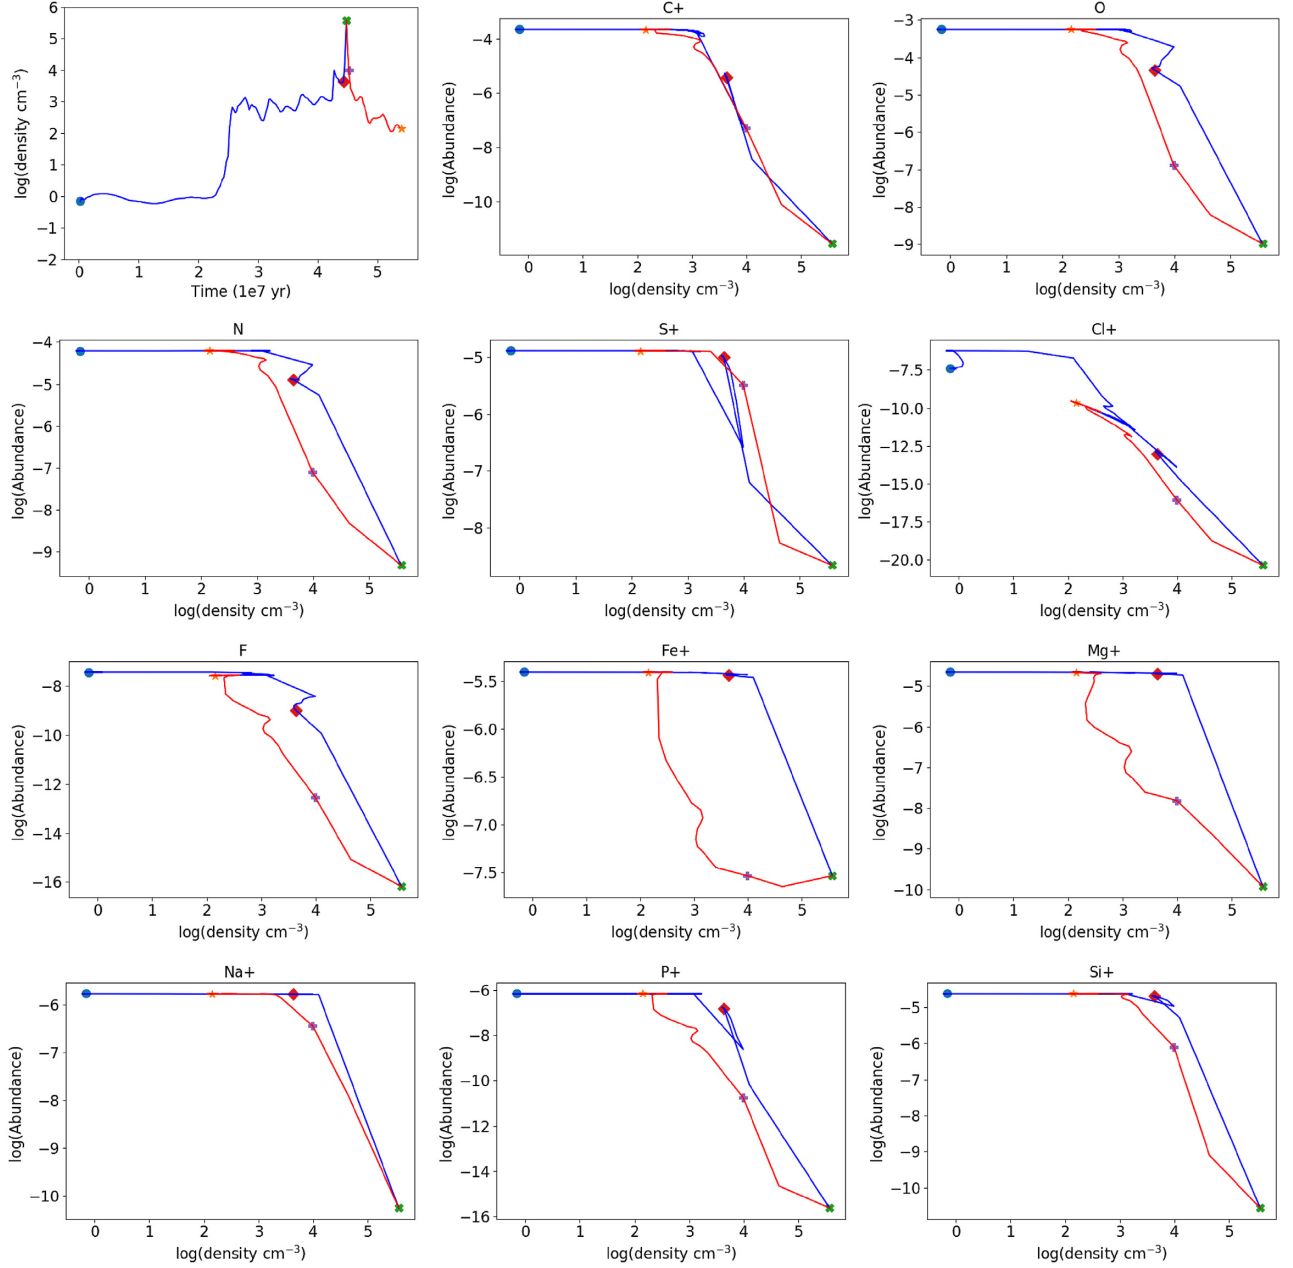 C+
O
6
5
4
3
2
1
0
−1
−2
log(density cm⁻³)
0 1 2 3 4 5
Time (1e7 yr)
−4
−6
−8
−10
log(Abundance)
0 1 2 3 4 5
log(density cm⁻³)
−3
−4
−5
−6
−7
−8
−9
log(Abundance)
0 1 2 3 4 5
log(density cm⁻³)
N
−4
−5
−6
−7
−8
−9
log(Abundance)
0 1 2 3 4 5
log(density cm⁻³)
S+
−5
−6
−7
−8
log(Abundance)
0 1 2 3 4 5
log(density cm⁻³)
Cl+
−7.5
−10.0
−12.5
−15.0
−17.5
−20.0
log(Abundance)
0 1 2 3 4 5
log(density cm⁻³)
F
−8
−10
−12
−14
−16
log(Abundance)
0 1 2 3 4 5
log(density cm⁻³)
Fe+
−5.5
−6.0
−6.5
−7.0
−7.5
log(Abundance)
0 1 2 3 4 5
log(density cm⁻³)
Mg+
−5
−6
−7
−8
−9
−10
log(Abundance)
0 1 2 3 4 5
log(density cm⁻³)
Na+
−6
−7
−8
−9
−10
log(Abundance)
0 1 2 3 4 5
log(density cm⁻³)
P+
−6
−8
−10
−12
−14
−16
log(Abundance)
0 1 2 3 4 5
log(density cm⁻³)
Si+
−5
−6
−7
−8
−9
−10
log(Abundance)
0 1 2 3 4 5
log(density cm⁻³)